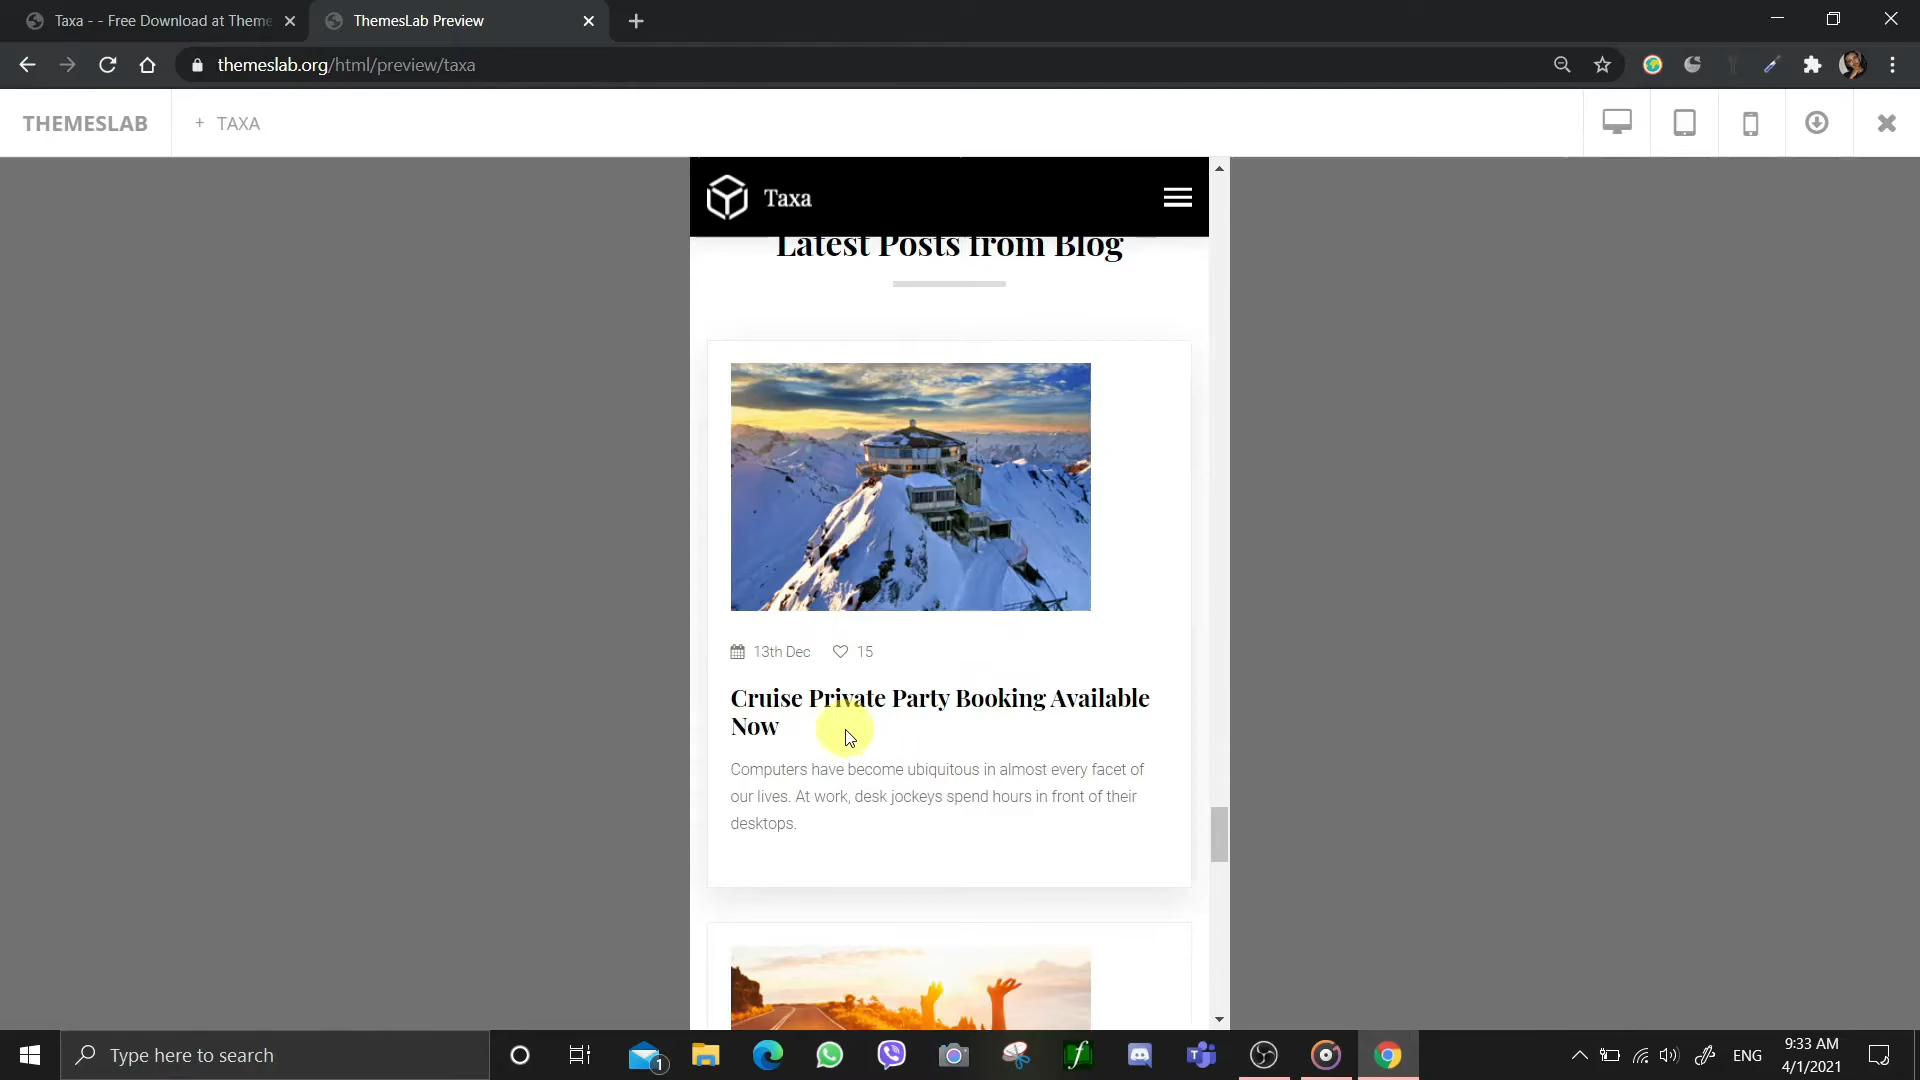 Taxa - - Free Download at Theme
ThemesLab Preview
themeslab.org/html/preview/taxa
THEMESLAB
+ TAXA
Taxa
Latest Posts from Blog
13th Dec 15
Cruise Private Party Booking Available
Now
Computers have become ubiquitous in almost every facet of
our lives. At work, desk jockeys spend hours in front of their
desktops.
Type here to search
1
ENG
9:33 AM
4/1/2021